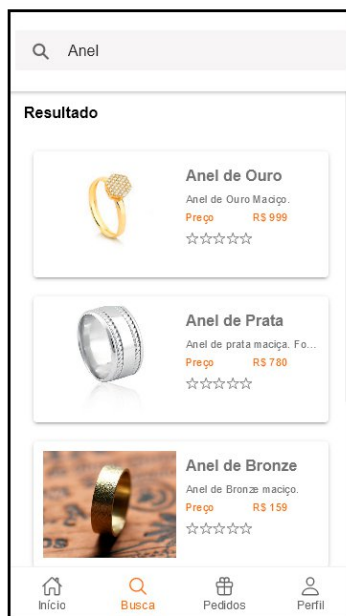 Anel
Resultado
Anel de Ouro
Anel de Ouro Maciço.
Preço R$ 999
Anel de Prata
Anel de prata maciça. Fo...
Preço R$ 780
Anel de Bronze
Anel de Bronze maciço.
Preço R$ 159
Início Busca Pedidos Perfil